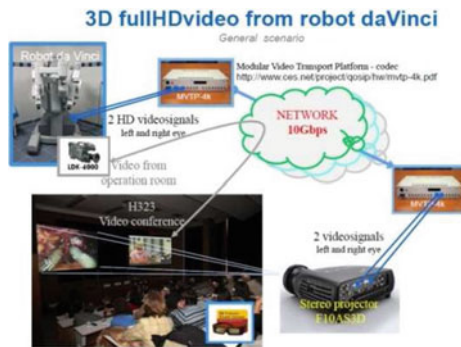 3D fullHDvideo from robot daVinci
General scenario
Robot da Vinci
MVTP-4k
Modular Video Transport Platform - codec
http://www.ces.net/project/qosip/hw/mvtp-4k.pdf
2 HD videosignals
left and right eye
NETWORK
10Gbps
LDK-6000
Video from
operation room
MVTP-4k
H323
Video conference
2 videosignals
left and right eye
Stereo projector
F10AS3D